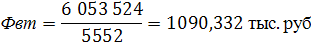 Фвт = 6 053 524 / 5552 = 1090,332 тыс. руб